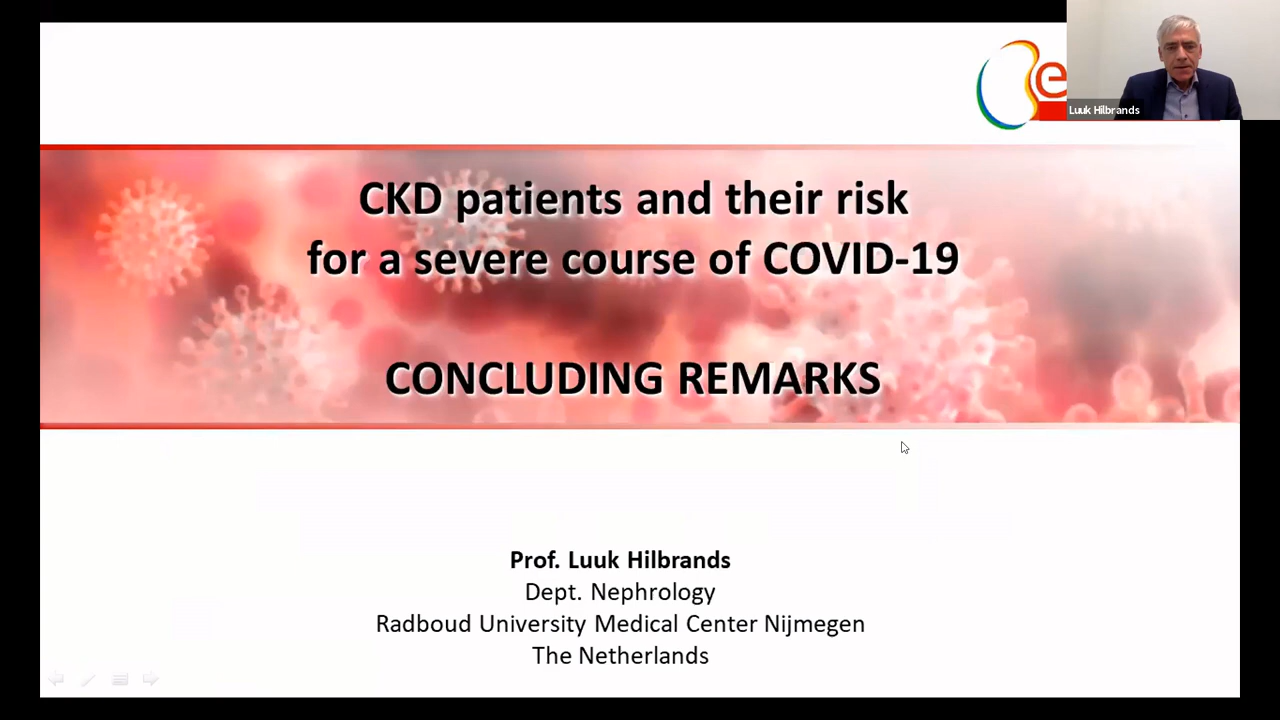 e
Luuk Hilbrands
CKD patients and their risk
for a severe course of COVID-19
CONCLUDING REMARKS
Prof. Luuk Hilbrands
Dept. Nephrology
Radboud University Medical Center Nijmegen
The Netherlands